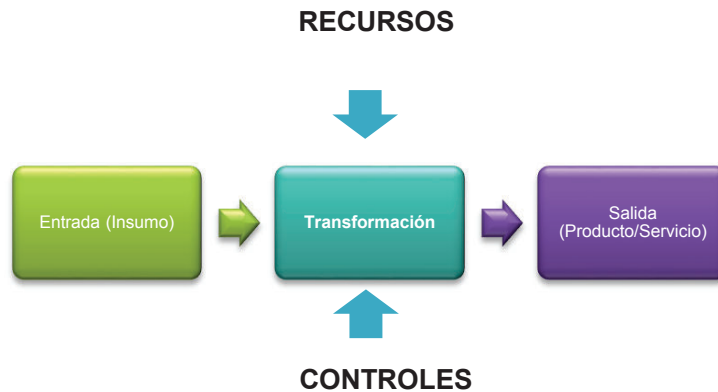 RECURSOS
Entrada (Insumo)
Transformación
Salida
(Producto/Servicio)
CONTROLES